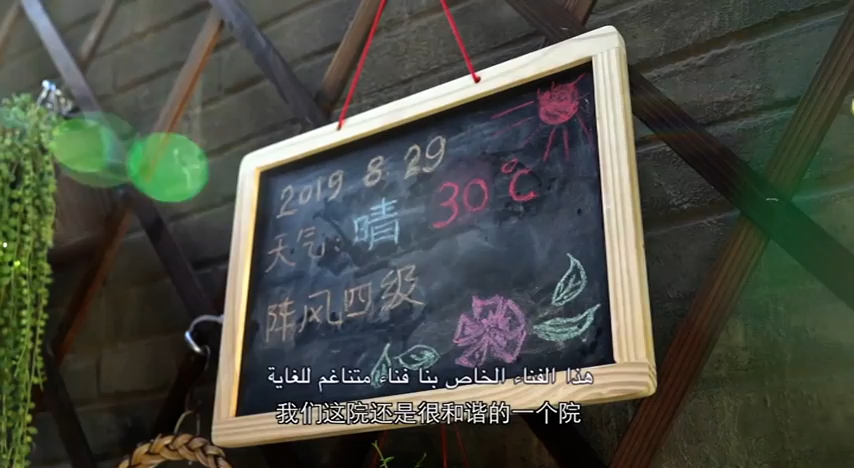 2019 8 29
30℃
天气：晴
阵风四级
هذا الفناء الخاص بنا فناء متناغم للغاية
我们这院还是很和谐的一个院